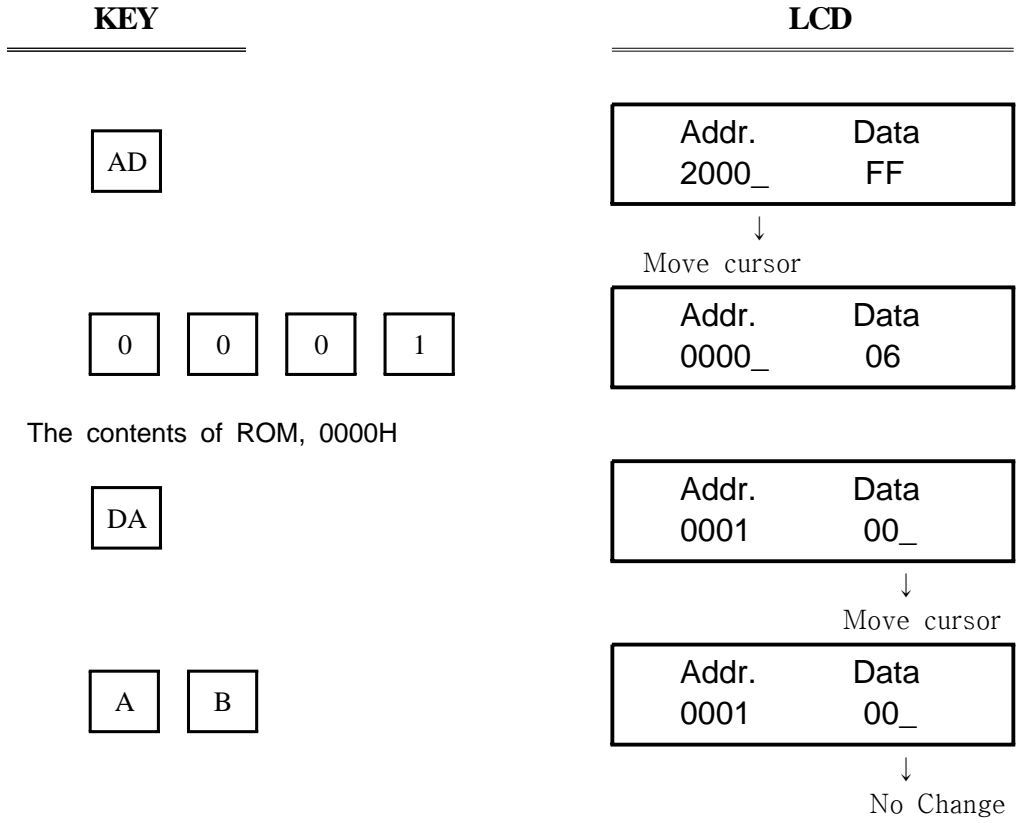 KEY LCD
Addr. Data
AD
2000_ FF
↓
Move cursor
Addr. Data
0 0 0 1
0000_ 06
The contents of ROM, 0000H
Addr. Data
DA
0001 00_
↓
Move cursor
Addr. Data
A B
0001 00_
↓
No Change